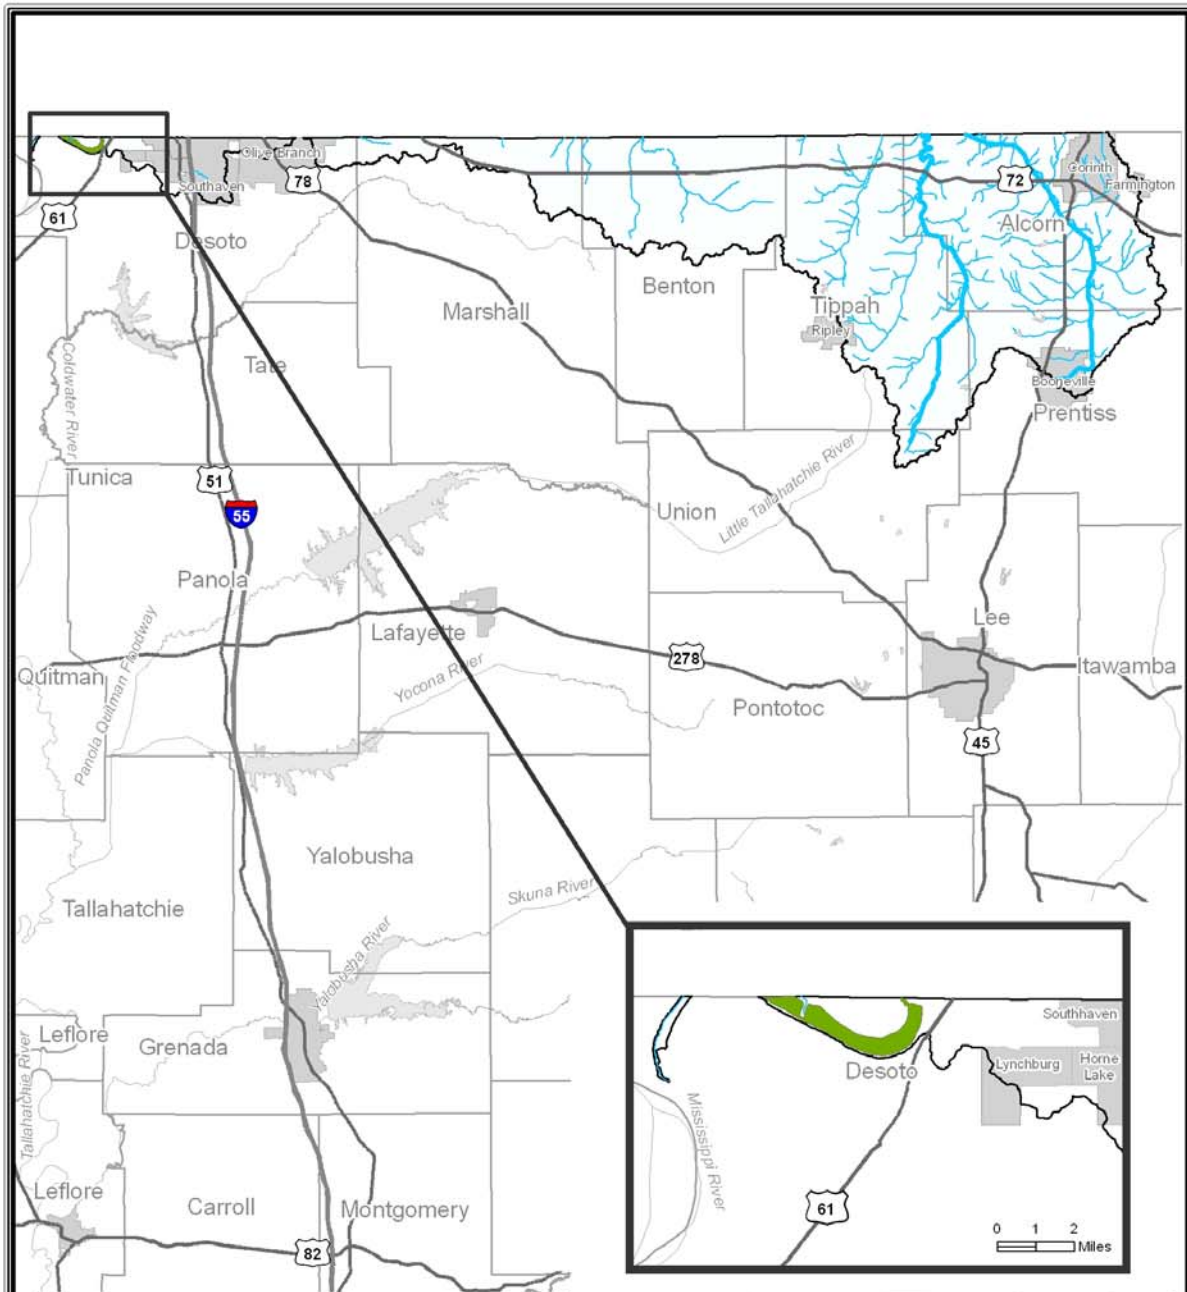 Olive Branch
Southaven
78
72
Corinth
Farmington
61
Desoto
Alcorn
Benton
Marshall
Tippah
Ripley
Coldwater River
Tate
Booneville
Prentiss
Tunica
51
55
Union
Little Tallahatchie River
Panola
Lee
Lafayette
278
Itawamba
Quitman
Panola Quitman Floodway
Yocona River
Pontotoc
45
Yalobusha
Skuna River
Tallahatchie
Yalobusha River
Leflore
Grenada
Tallahatchie River
Leflore
Carroll
Montgomery
82
Southhaven
Desoto
Lynchburg
Horne
Lake
Mississippi River
61
0 1 2
Miles